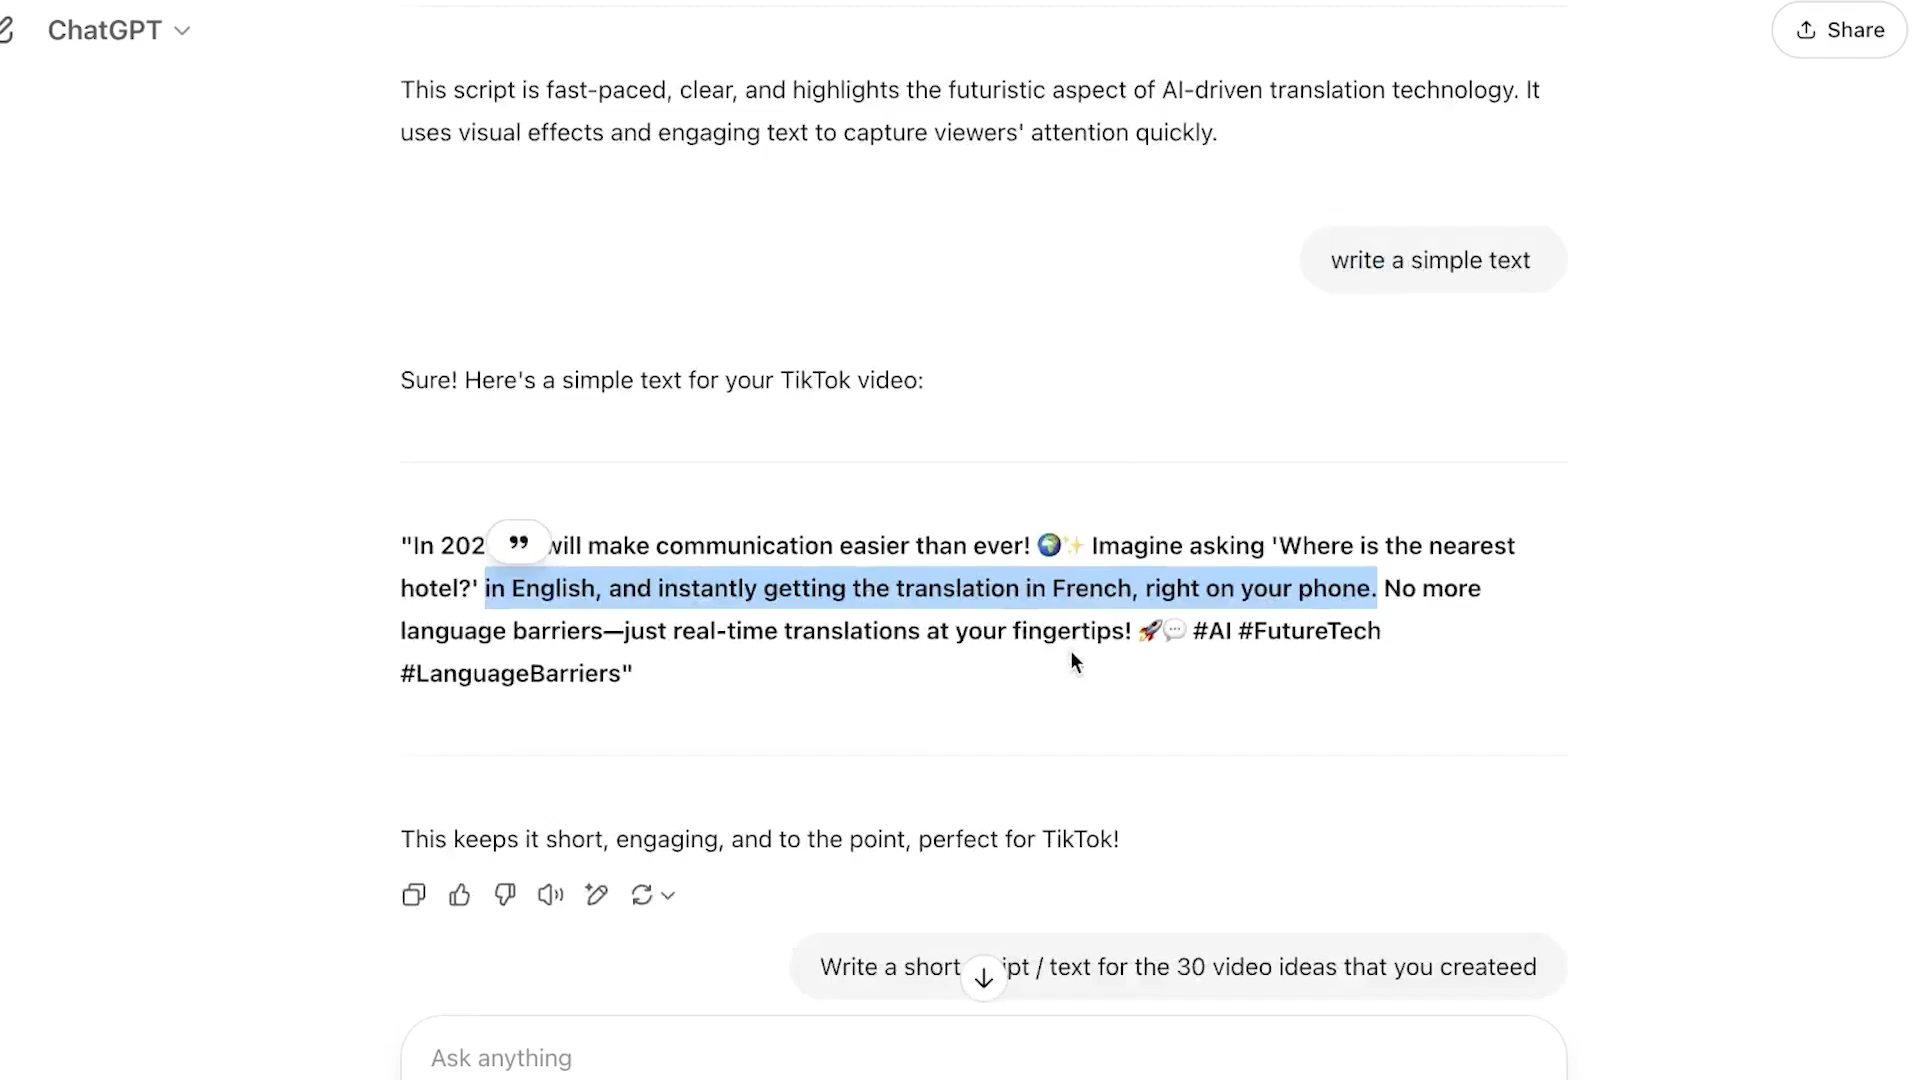 ChatGPT
Share
This script is fast-paced, clear, and highlights the futuristic aspect of AI-driven translation technology. It
uses visual effects and engaging text to capture viewers' attention quickly.
write a simple text
Sure! Here's a simple text for your TikTok video:
"In 202 will make communication easier than ever! 🌍✨ Imagine asking 'Where is the nearest
hotel?' in English, and instantly getting the translation in French, right on your phone. No more
language barriers—just real-time translations at your fingertips! 🚀💬 #AI #FutureTech
#LanguageBarriers"
This keeps it short, engaging, and to the point, perfect for TikTok!
Write a short ipt / text for the 30 video ideas that you createed
Ask anything